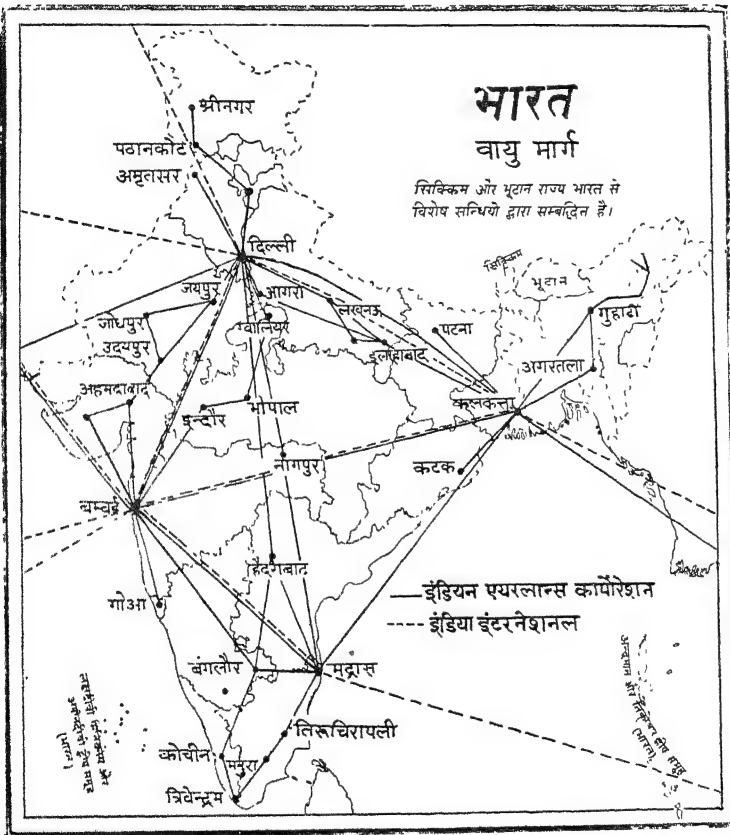 भारत
वायु मार्ग
सिक्किम और भूटान राज्य भारत से
विशेष सन्धियो द्वारा सम्बद्दित है।
श्रीनगर
पठानकोट
अमृतसर
दिल्ली
सिक्किम
भूटान
जयपुर
आगरा
लखनऊ
जोधपुर
ग्वालियर
पटना
गुहाटी
उदयपुर
इलाहाबाद
अगरतला
अहमदाबाद
इन्दौर
भोपाल
कलकत्ता
नागपुर
कटक
बम्बई
हैदराबाद
गोआ
इंडियन एयरलान्स कार्पोरेशन
इंडिया इंटरनेशनल
बंगलौर
मद्रास
तिरूचिरापली
कोचीन
मदुरा
त्रिवेन्द्रम
द्वीप समूह
(भारत)